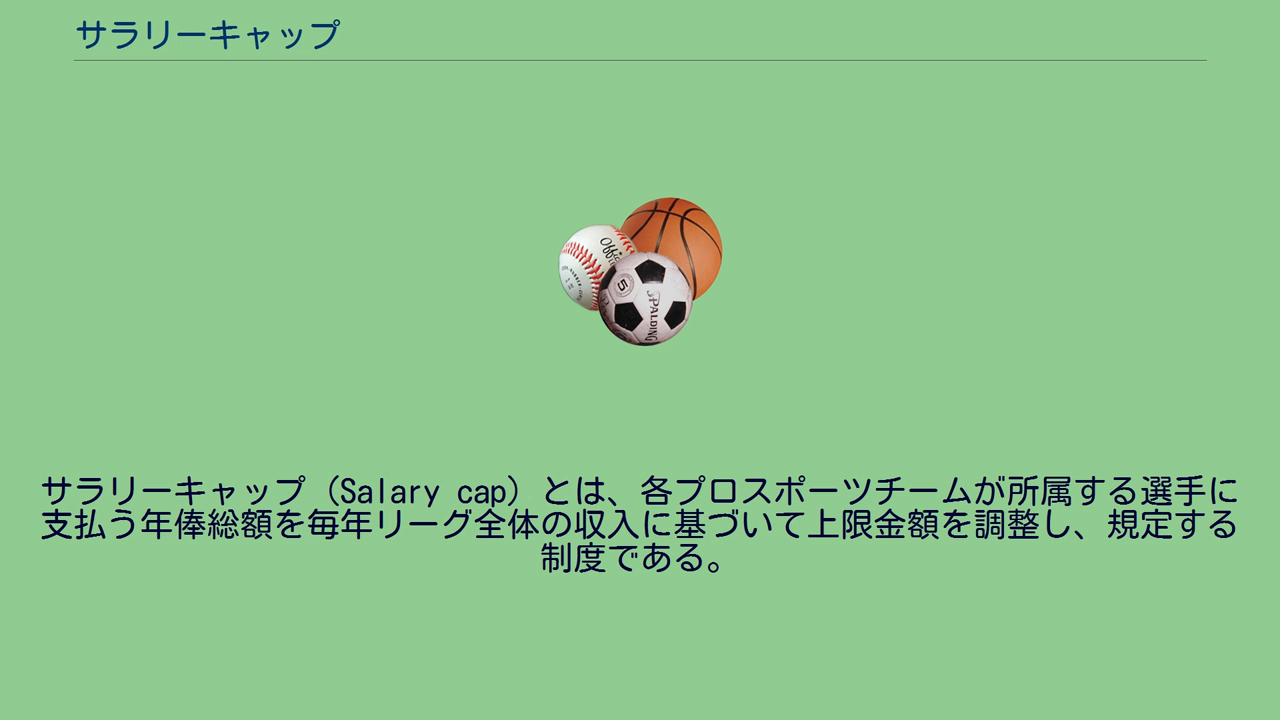 サラリーキャップ
Offic
5
SPALDING
サラリーキャップ（Salary cap）とは、各プロスポーツチームが所属する選手に
支払う年俸総額を毎年リーグ全体の収入に基づいて上限金額を調整し、規定する
制度である。